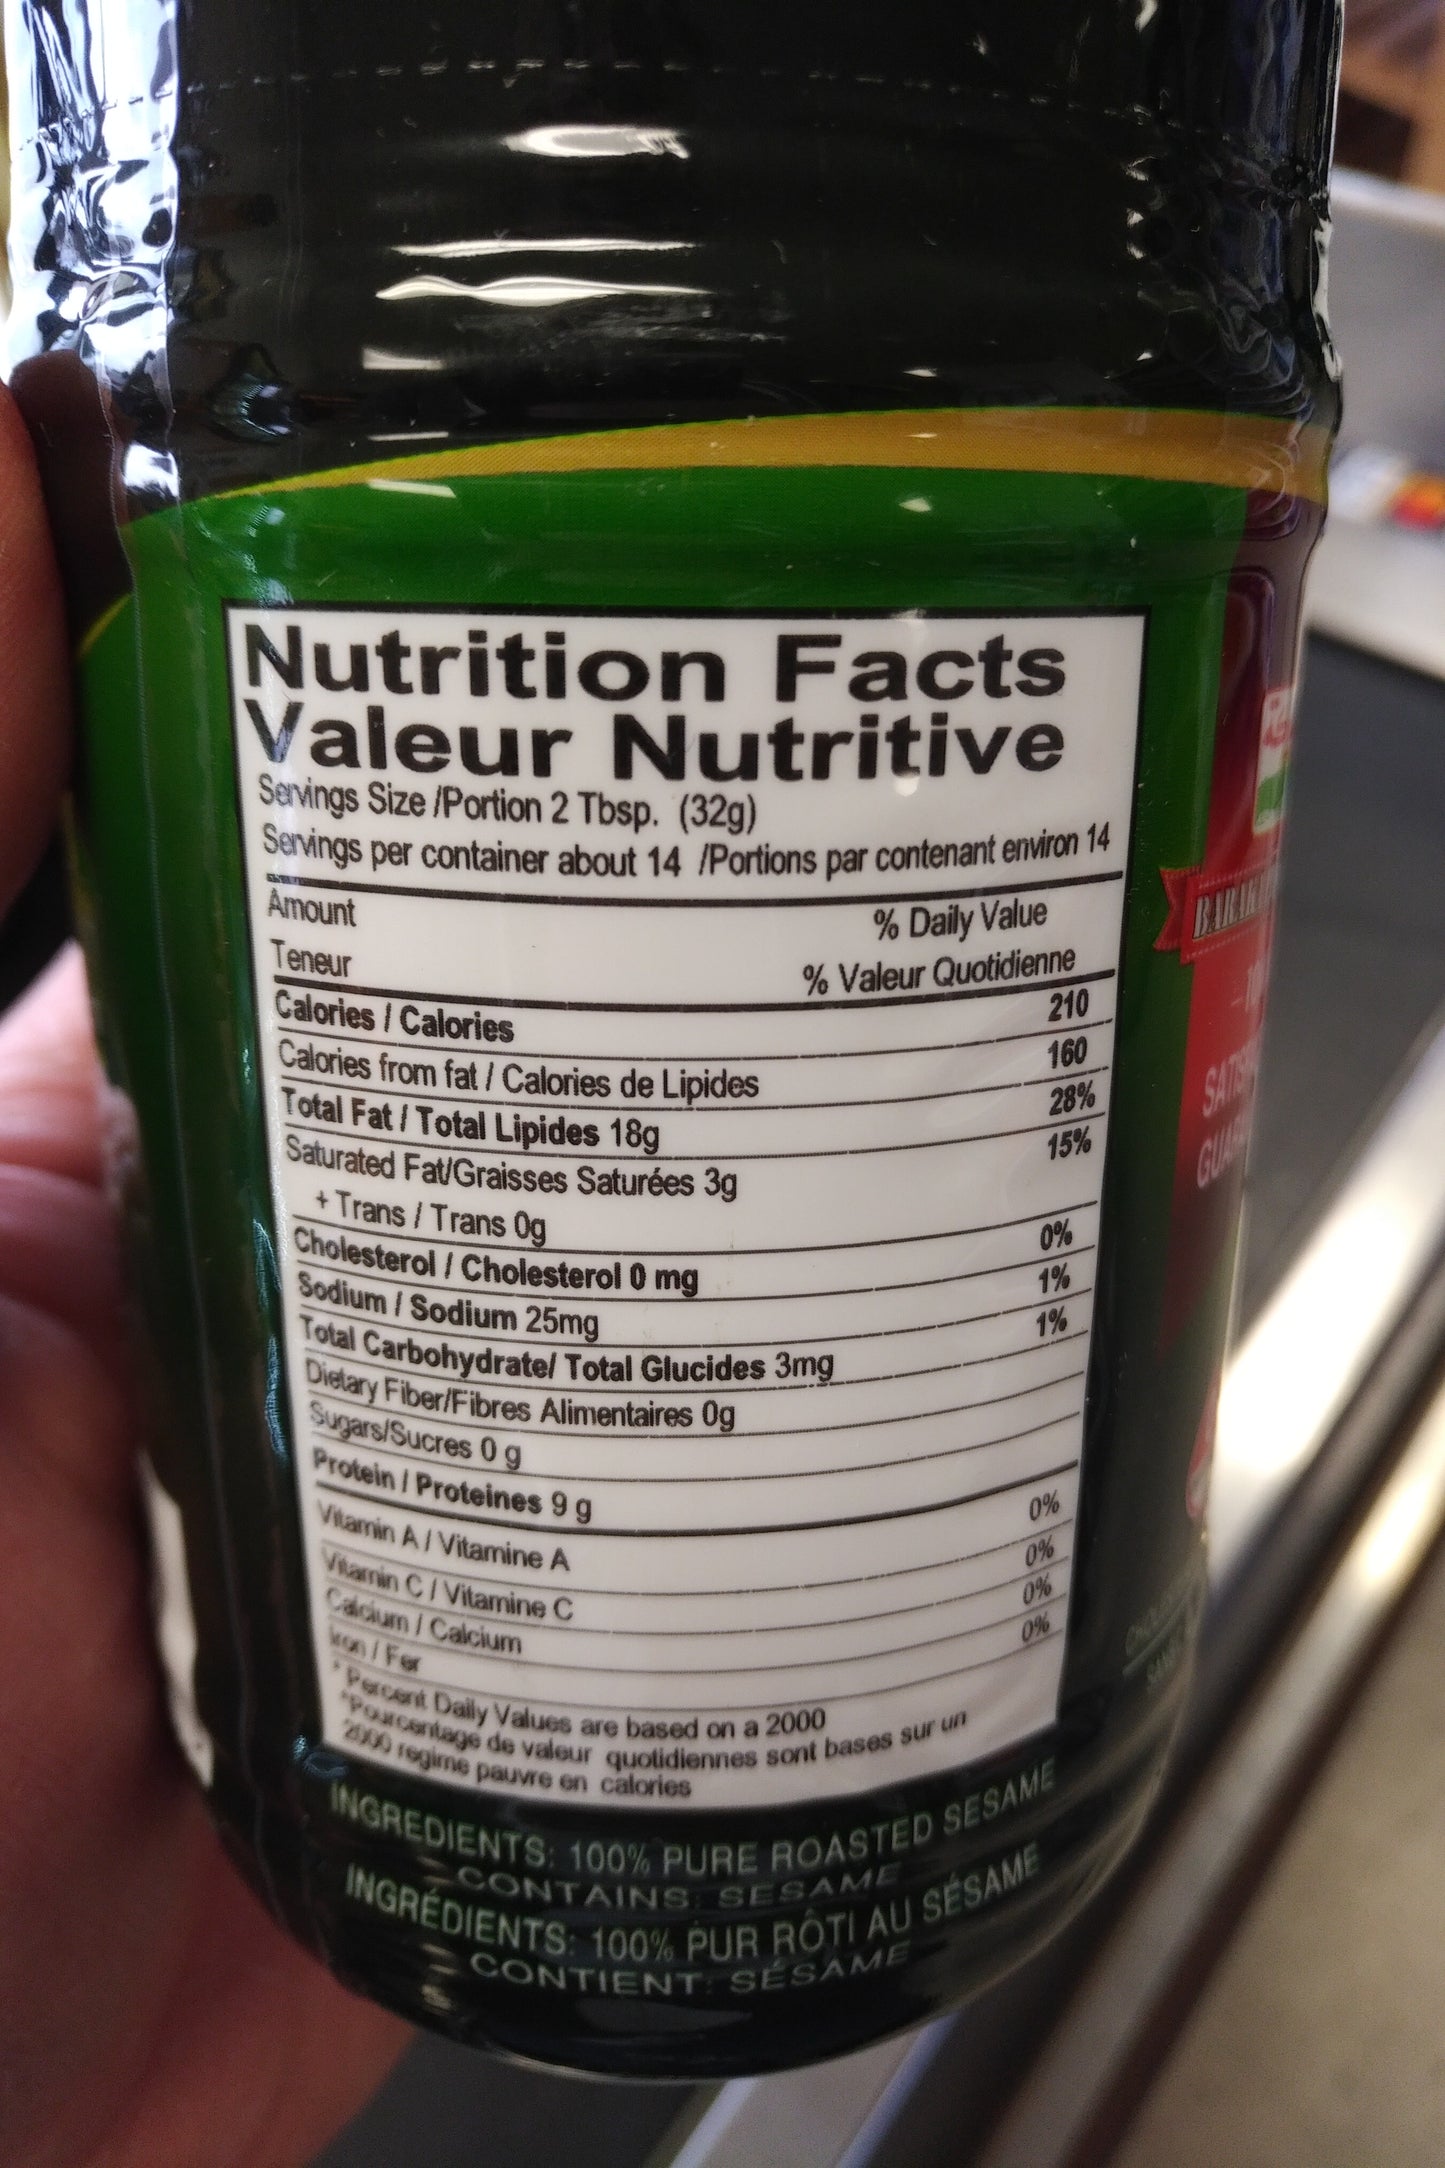 Nutrition Facts
Valeur Nutritive
Servings Size /Portion 2 Tbsp. (32g)
Servings per container about 14 /Portions par contenant environ 14
Amount % Daily Value
Teneur % Valeur Quotidienne
Calories / Calories 210
Calories from fat / Calories de Lipides 160
Total Fat / Total Lipides 18g 28%
Saturated Fat/Graisses Saturées 3g 15%
+ Trans / Trans 0g
Cholesterol / Cholesterol 0 mg 0%
Sodium / Sodium 25mg 1%
Total Carbohydrate/ Total Glucides 3mg 1%
Dietary Fiber/Fibres Alimentaires 0g
Sugars/Sucres 0 g
Protein / Proteines 9 g
Vitamin A / Vitamine A 0%
Vitamin C / Vitamine C 0%
Calcium / Calcium 0%
Iron / Fer 0%
* Percent Daily Values are based on a 2000
*Pourcentage de valeur quotidiennes sont bases sur un
2000 regime pauvre en calories
INGREDIENTS: 100% PURE ROASTED SESAME
CONTAINS: SESAME
INGRÉDIENTS: 100% PUR RÔTI AU SÉSAME
CONTIENT: SÉSAME